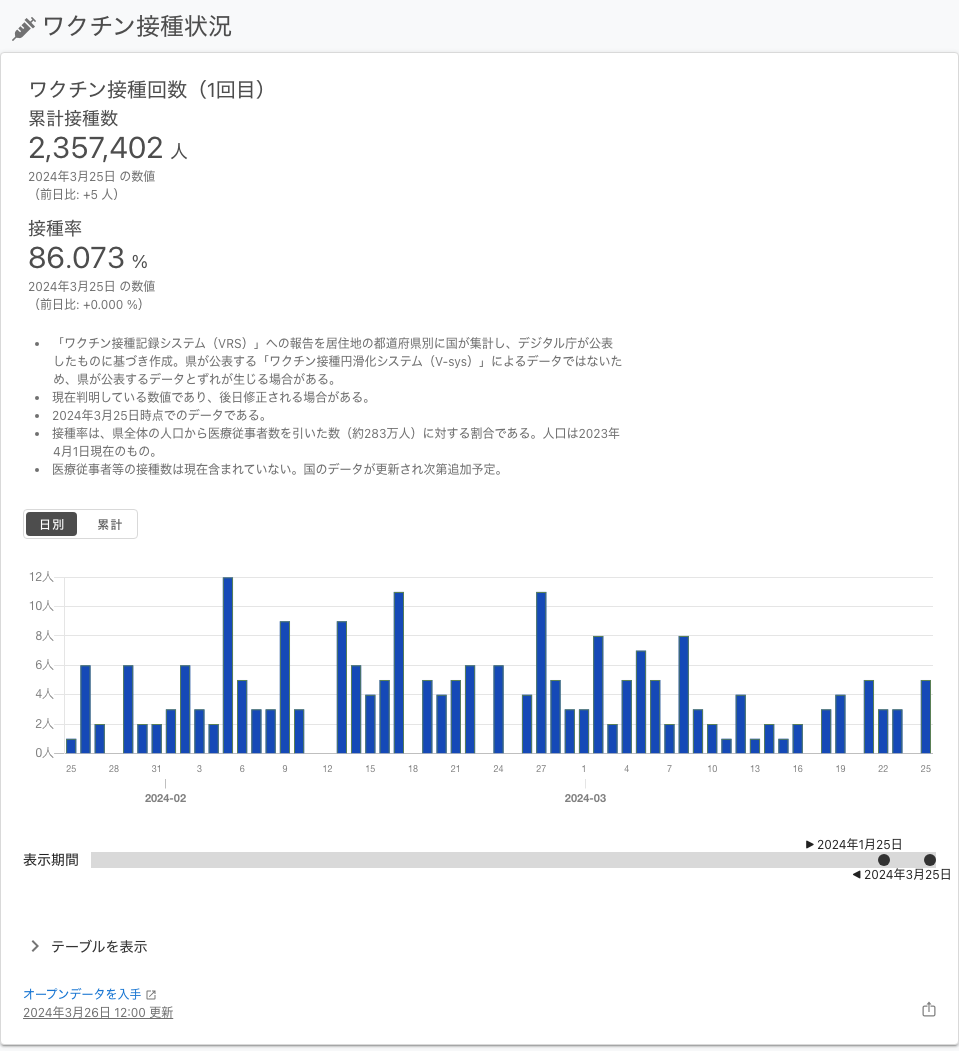 ワクチン接種状況
ワクチン接種回数（1回目）
累計接種数
2,357,402 人
2024年3月25日 の数値
（前日比: +5 人）
接種率
86.073 %
2024年3月25日 の数値
（前日比: +0.000 %）
• 「ワクチン接種記録システム（VRS）」への報告を居住地の都道府県別に国が集計し、デジタル庁が公表
したものに基づき作成。県が公表する「ワクチン接種円滑化システム（V-sys）」によるデータではないた
め、県が公表するデータとずれが生じる場合がある。
• 現在判明している数値であり、後日修正される場合がある。
• 2024年3月25日時点でのデータである。
• 接種率は、県全体の人口から医療従事者数を引いた数（約283万人）に対する割合である。人口は2023年
4月1日現在のもの。
• 医療従事者等の接種数は現在含まれていない。国のデータが更新され次第追加予定。
日別 累計
12人
10人
8人
6人
4人
2人
0人
25 28 31 3 6 9 12 15 18 21 24 27 1 4 7 10 13 16 19 22 25
2024-02 2024-03
▶ 2024年1月25日
表示期間
◀ 2024年3月25日
テーブルを表示
オープンデータを入手
2024年3月26日 12:00 更新